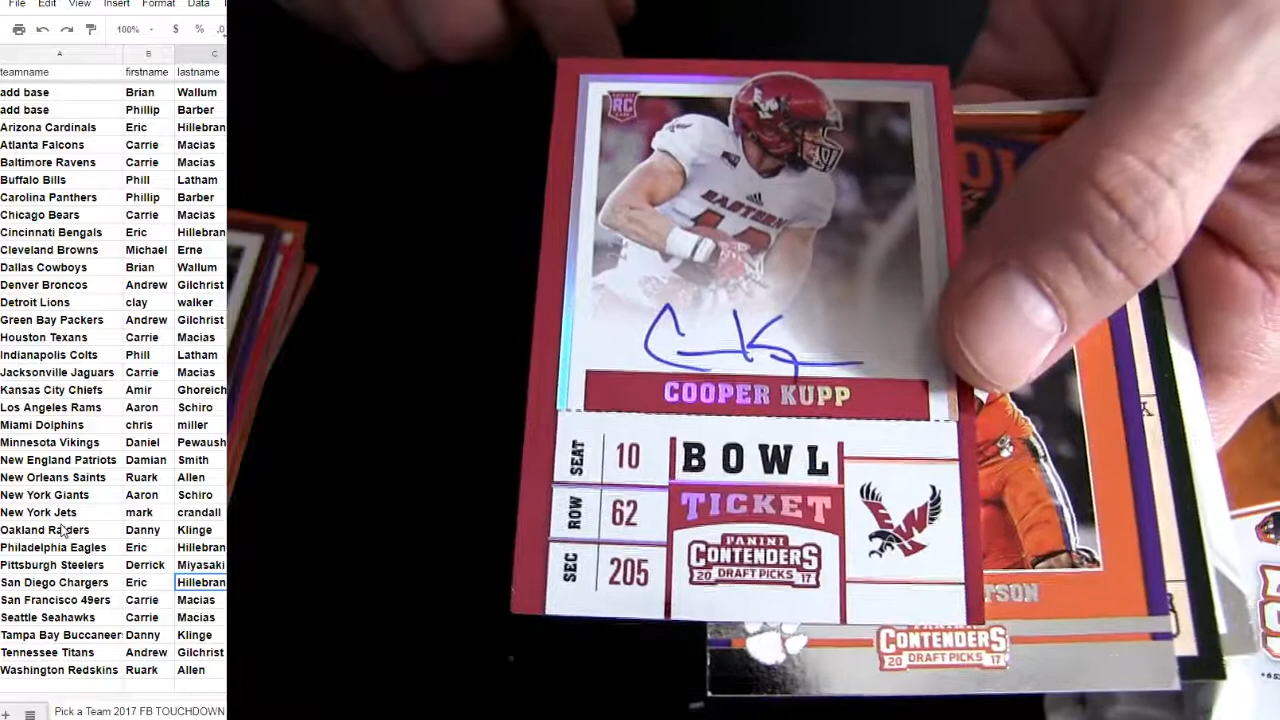 File Edit View Insert Format Data
100% $ % .0
A B C
teamname firstname lastname
add base Brian Wallum
add base Phillip Barber
Arizona Cardinals Eric Hillebran
Atlanta Falcons Carrie Macias
Baltimore Ravens Carrie Macias
Buffalo Bills Phill Latham
Carolina Panthers Phillip Barber
Chicago Bears Carrie Macias
Cincinnati Bengals Eric Hillebran
Cleveland Browns Michael Erne
Dallas Cowboys Brian Wallum
Denver Broncos Andrew Gilchrist
Detroit Lions clay walker
Green Bay Packers Andrew Gilchrist
Houston Texans Carrie Macias
Indianapolis Colts Phill Latham
Jacksonville Jaguars Carrie Macias
Kansas City Chiefs Amir Ghoreich
Los Angeles Rams Aaron Schiro
Miami Dolphins chris miller
Minnesota Vikings Daniel Pewaush
New England Patriots Damian Smith
New Orleans Saints Ruark Allen
New York Giants Aaron Schiro
New York Jets mark crandall
Oakland Raiders Danny Klinge
Philadelphia Eagles Eric Hillebran
Pittsburgh Steelers Derrick Miyasaki
San Diego Chargers Eric Hillebran
San Francisco 49ers Carrie Macias
Seattle Seahawks Carrie Macias
Tampa Bay Buccaneer Danny Klinge
Tennessee Titans Andrew Gilchrist
Washington Redskins Ruark Allen
Pick a Team 2017 FB TOUCHDOWN
RC
EASTERN
COOPER KUPP
SEAT 10
ROW 62
SEC 205
BOWL
TICKET
PANINI
CONTENDERS
20 DRAFT PICKS 17
EWU
TSON
PANINI
CONTENDERS
20 DRAFT PICKS 17